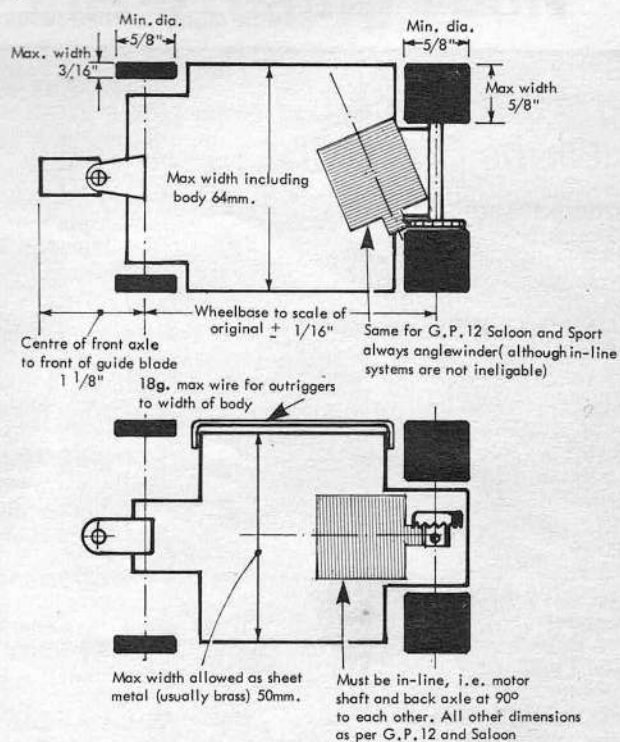 Min. dia.
5/8"
Max. width
3/16"
Min. dia.
5/8"
Max width
5/8"
Max width including
body 64mm.
Wheelbase to scale of
original ± 1/16"
Centre of front axle
to front of guide blade
1 1/8"
Same for G.P.12 Saloon and Sport
always anglewinder( although in-line
systems are not ineligable)
18g. max wire for outriggers
to width of body
Max width allowed as sheet
metal (usually brass) 50mm.
Must be in-line, i.e. motor
shaft and back axle at 90°
to each other. All other dimensions
as per G.P.12 and Saloon